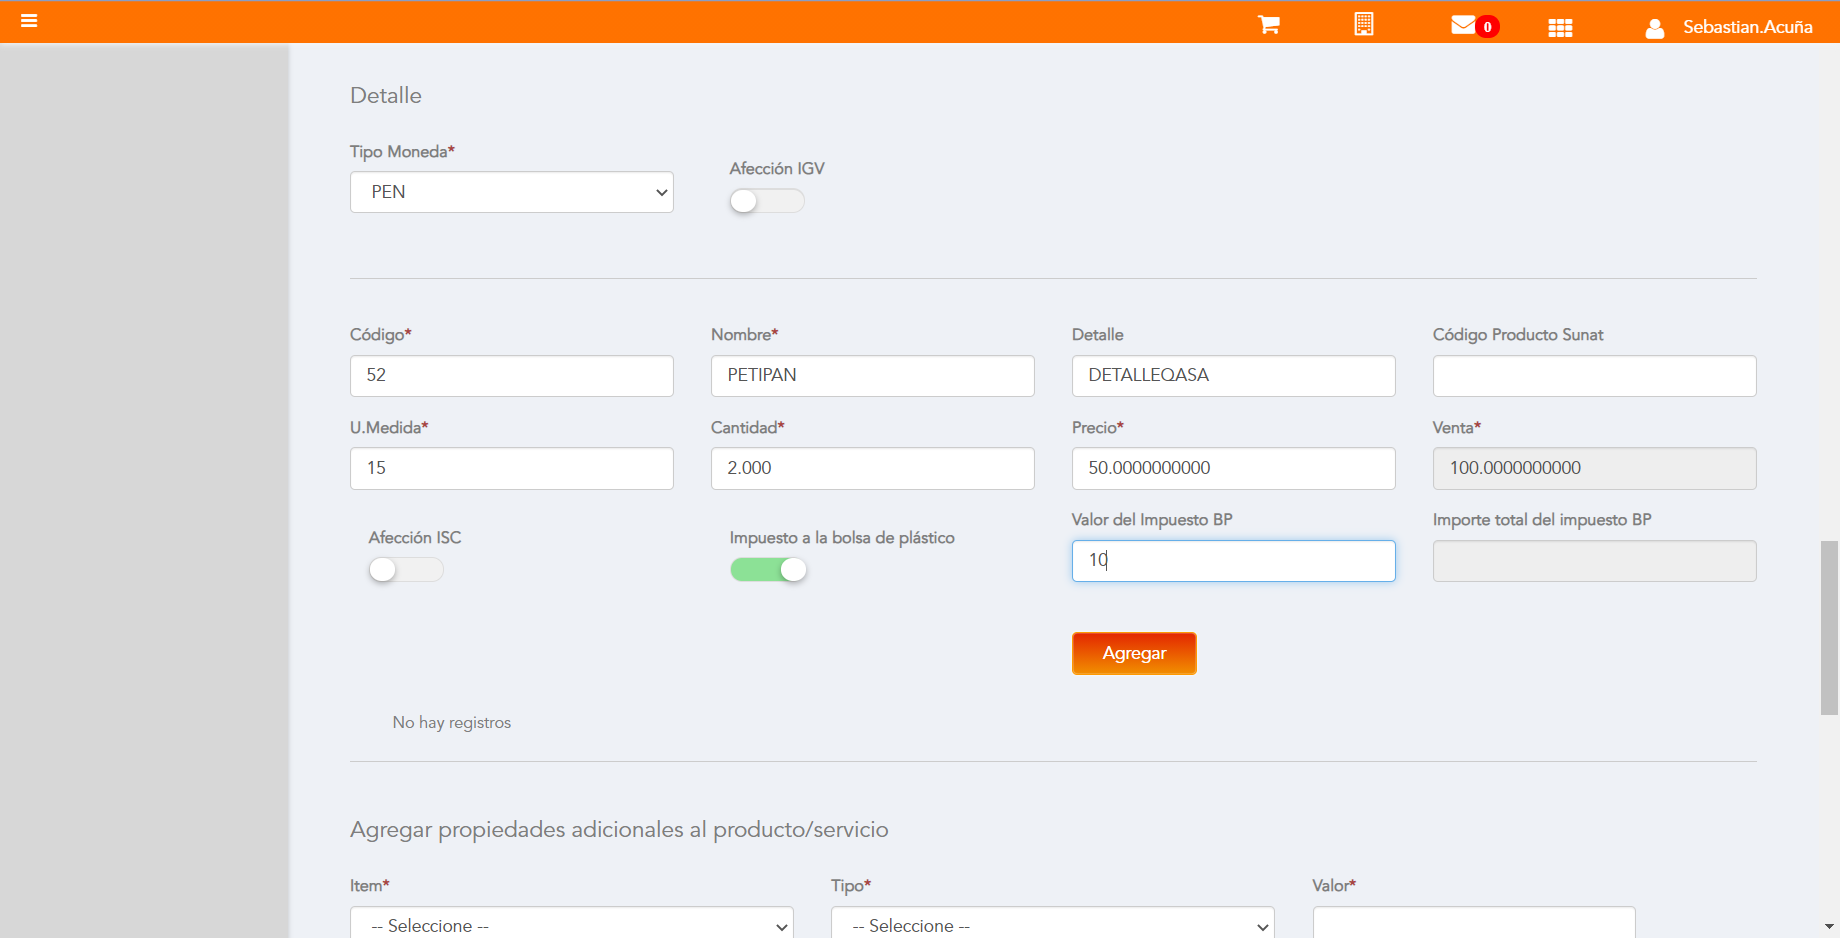 0 Sebastian.Acuña
Detalle
Tipo Moneda* Afección IGV
PEN
Código* Nombre* Detalle Código Producto Sunat
52 PETIPAN DETALLEQASA
U.Medida* Cantidad* Precio* Venta*
15 2.000 50.0000000000 100.0000000000
Afección ISC Impuesto a la bolsa de plástico Valor del Impuesto BP Importe total del impuesto BP
10
Agregar
No hay registros
Agregar propiedades adicionales al producto/servicio
Item* Tipo* Valor*
-- Seleccione -- -- Seleccione --